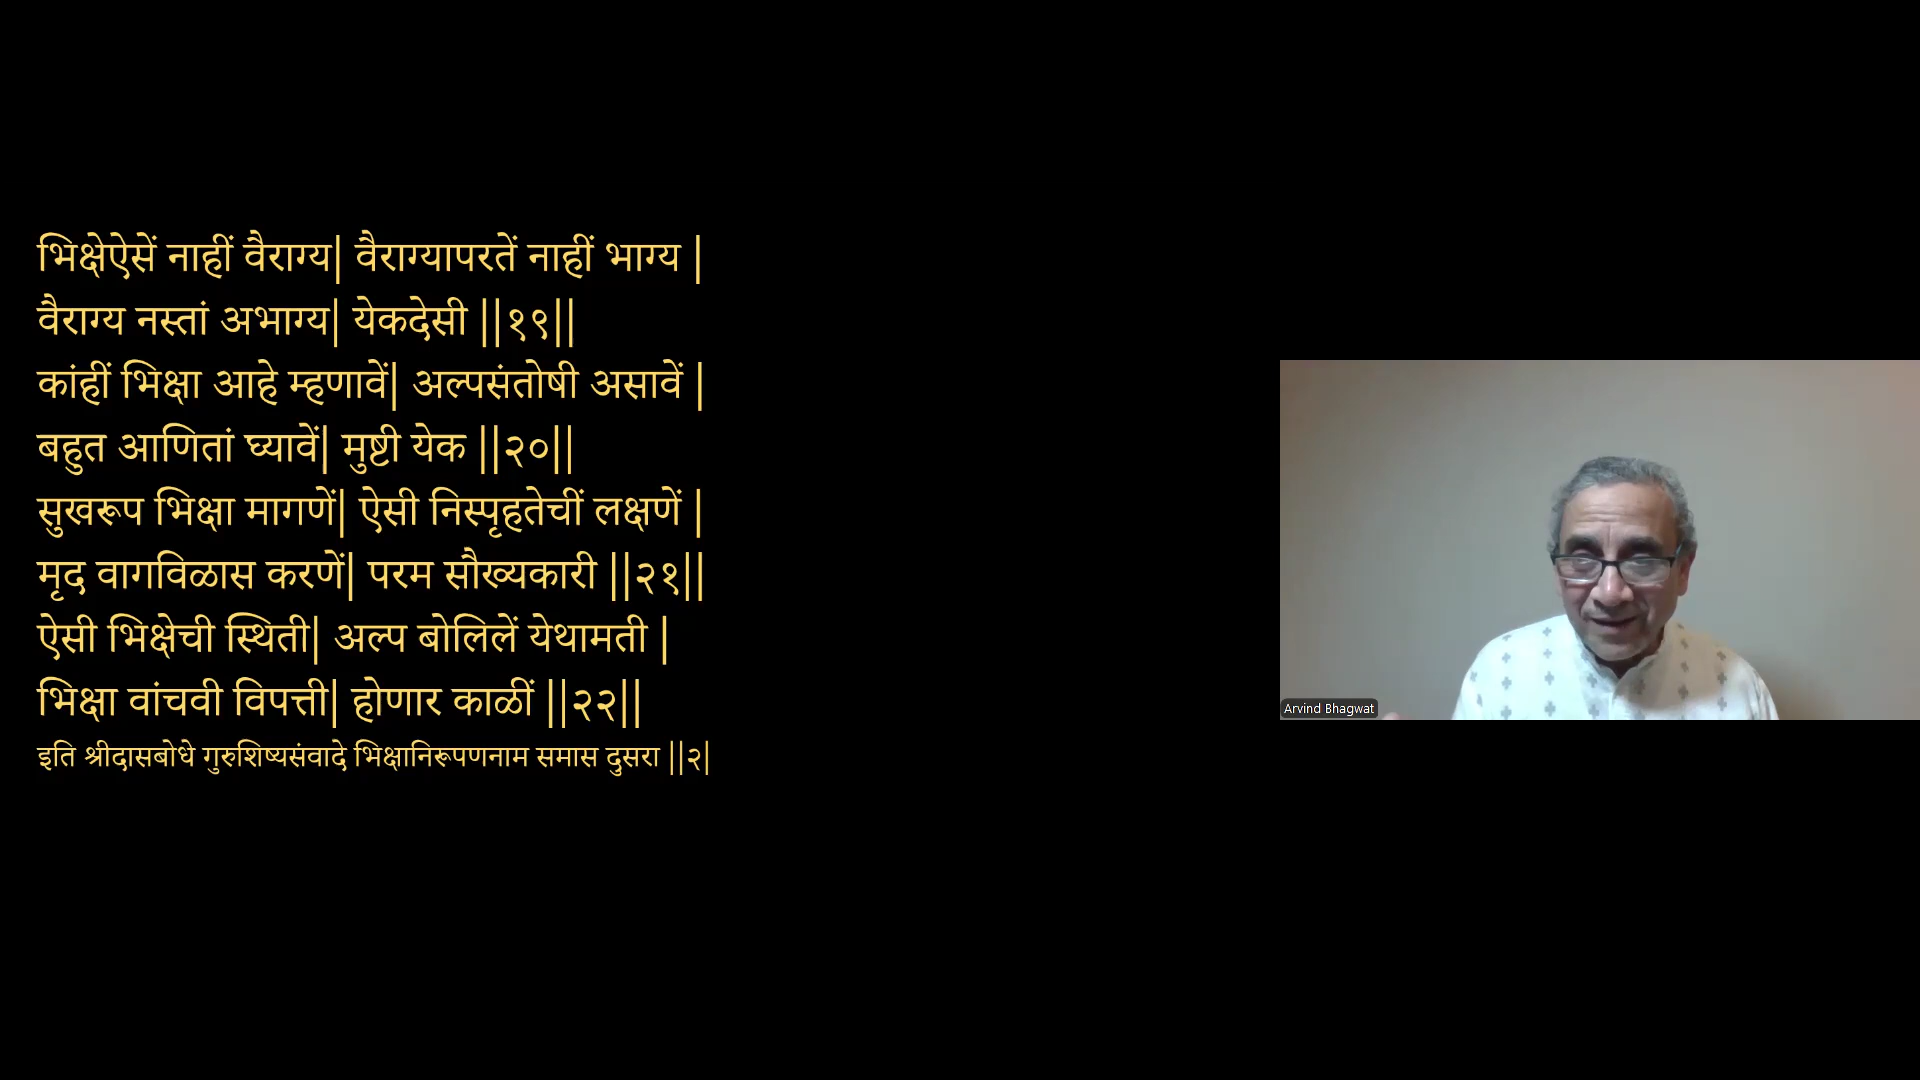 भिक्षेऐसें नाहीं वैराग्य| वैराग्यापरतें नाहीं भाग्य |
वैराग्य नस्तां अभाग्य| येकदेसी ||१९||
कांहीं भिक्षा आहे म्हणावें| अल्पसंतोषी असावें |
बहुत आणितां घ्यावें| मुष्टी येक ||२०||
सुखरूप भिक्षा मागणें| ऐसी निस्पृहतेचीं लक्षणें |
मृद वागविळास करणें| परम सौख्यकारी ||२१||
ऐसी भिक्षेची स्थिती| अल्प बोलिलें येथामती |
भिक्षा वांचवी विपत्ती| होणार काळीं ||२२||
इति श्रीदासबोधे गुरुशिष्यसंवादे भिक्षानिरूपणनाम समास दुसरा ||२|
Arvind Bhagwat